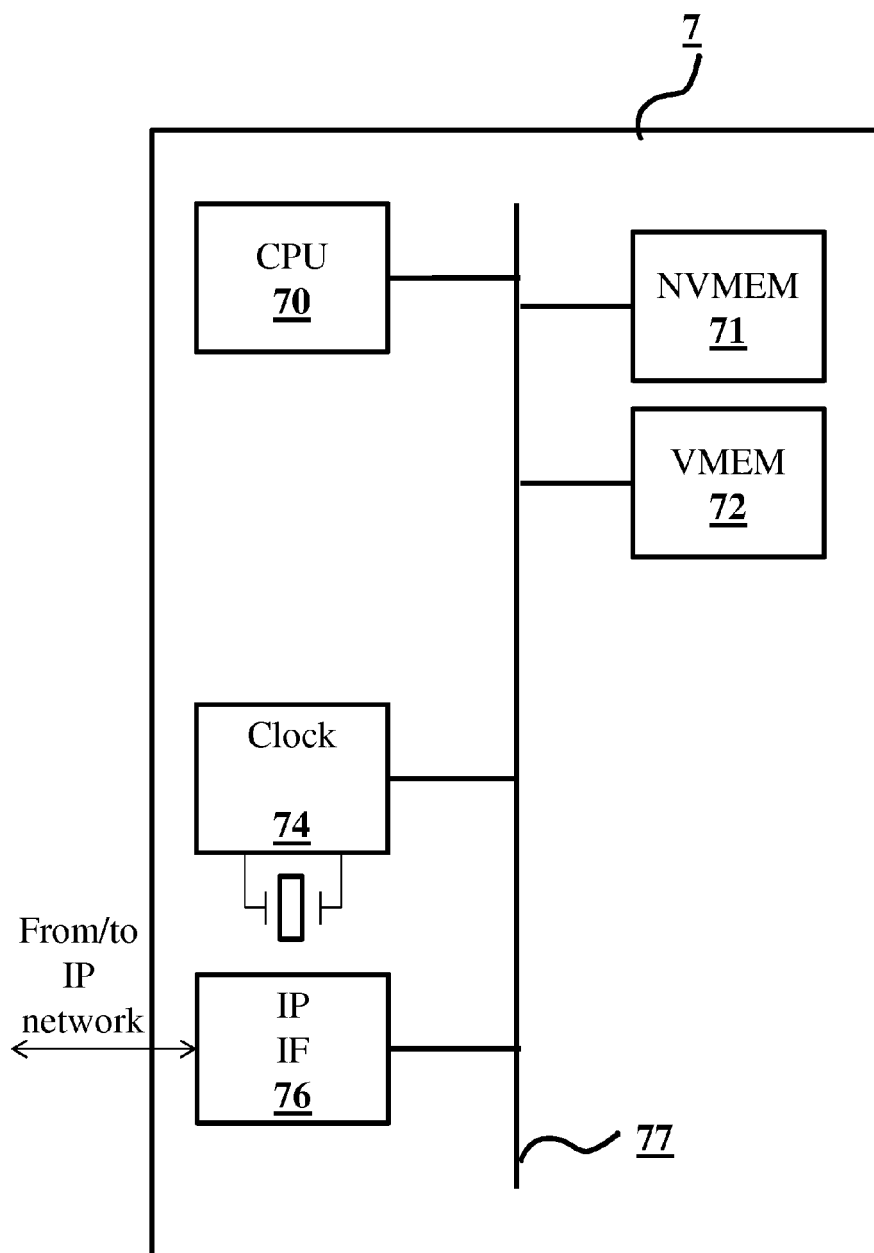 7
CPU
70
NVMEM
71
VMEM
72
Clock
74
From/to
IP
network
IP
IF
76
77